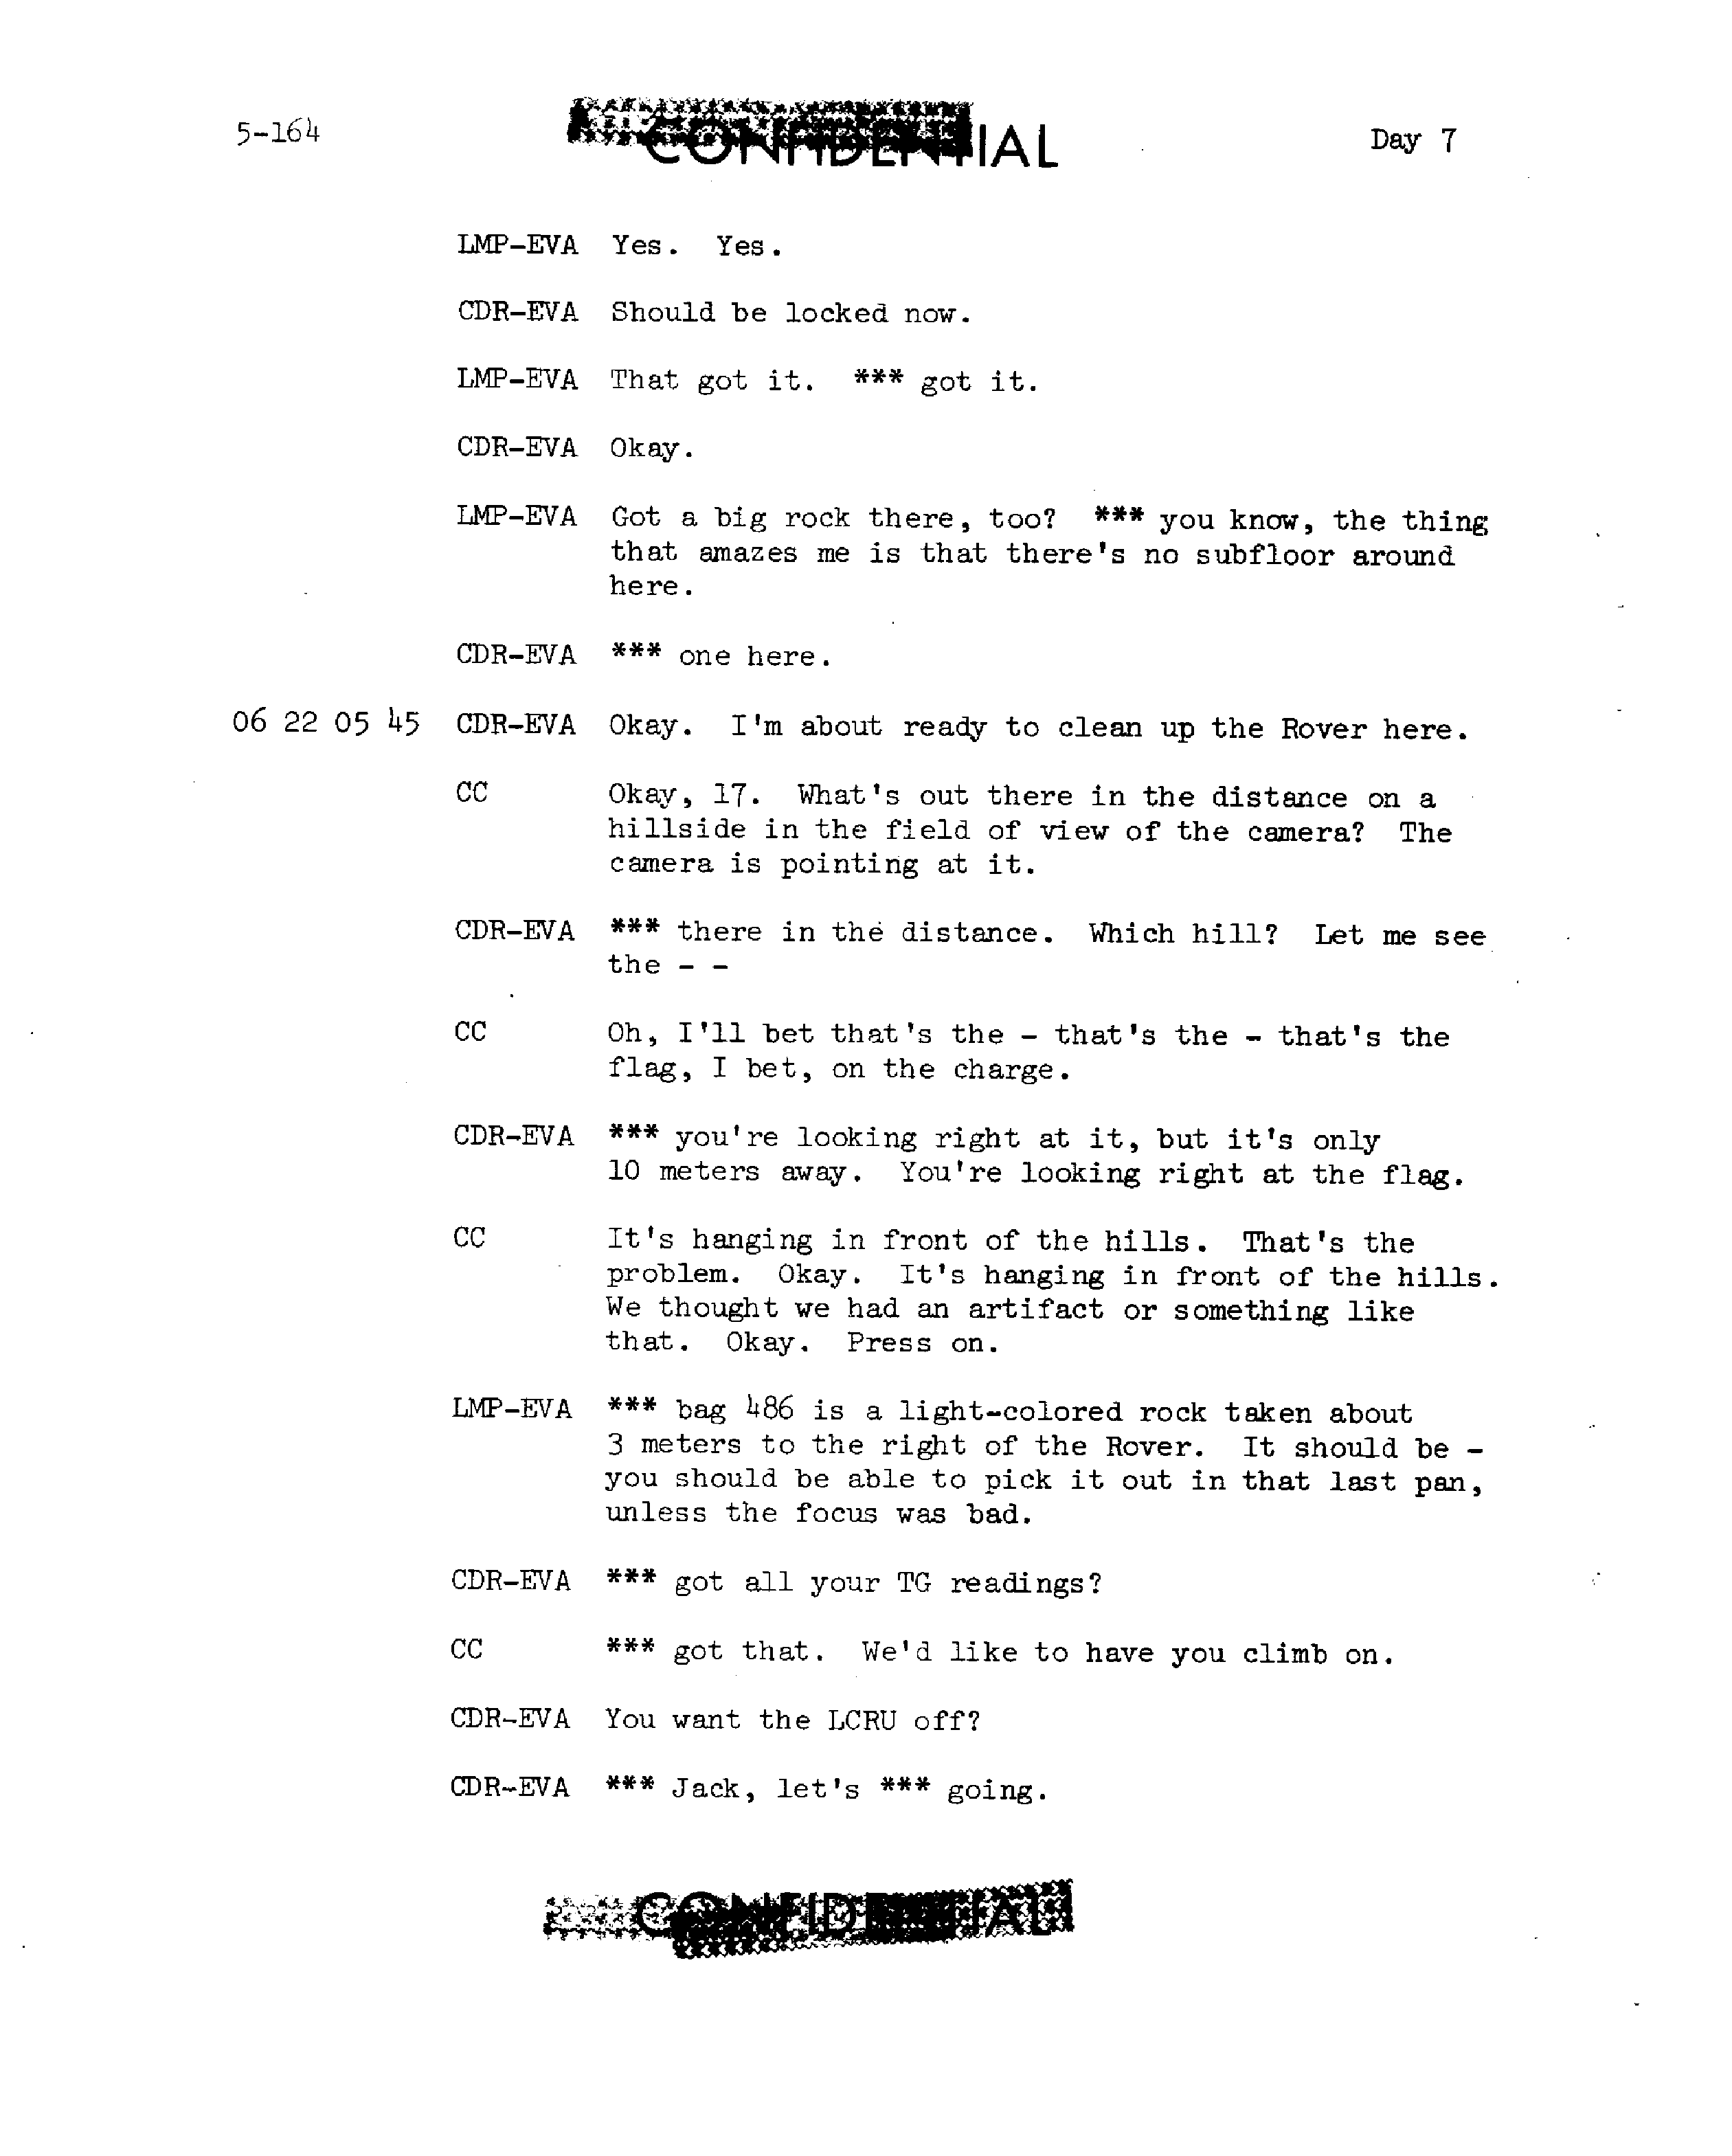 5-164 CONFIDENTIAL Day 7
LMP-EVA Yes. Yes.
CDR-EVA Should be locked now.
LMP-EVA That got it. *** got it.
CDR-EVA Okay.
LMP-EVA Got a big rock there, too? *** you know, the thing
that amazes me is that there's no subfloor around
here.
CDR-EVA *** one here.
06 22 05 45 CDR-EVA Okay. I'm about ready to clean up the Rover here.
CC Okay, 17. What's out there in the distance on a
hillside in the field of view of the camera? The
camera is pointing at it.
CDR-EVA *** there in the distance. Which hill? Let me see
the - -
CC Oh, I'll bet that's the - that's the - that's the
flag, I bet, on the charge.
CDR-EVA *** you're looking right at it, but it's only
10 meters away. You're looking right at the flag.
CC It's hanging in front of the hills. That's the
problem. Okay. It's hanging in front of the hills.
We thought we had an artifact or something like
that. Okay. Press on.
LMP-EVA *** bag 486 is a light-colored rock taken about
3 meters to the right of the Rover. It should be -
you should be able to pick it out in that last pan,
unless the focus was bad.
CDR-EVA *** got all your TG readings?
CC *** got that. We'd like to have you climb on.
CDR-EVA You want the LCRU off?
CDR-EVA *** Jack, let's *** going.
CONFIDENTIAL